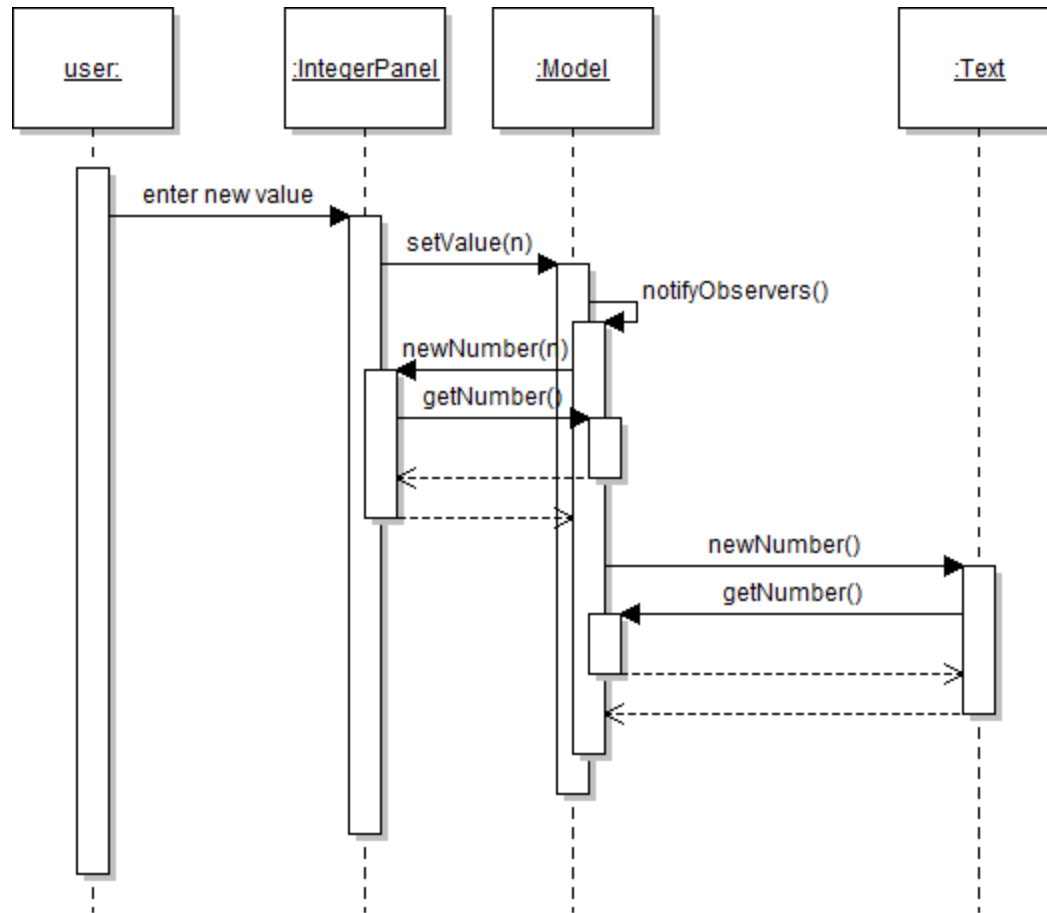 user:
:IntegerPanel
:Model
:Text
enter new value
setValue(n)
notifyObservers()
newNumber(n)
getNumber()
newNumber()
getNumber()